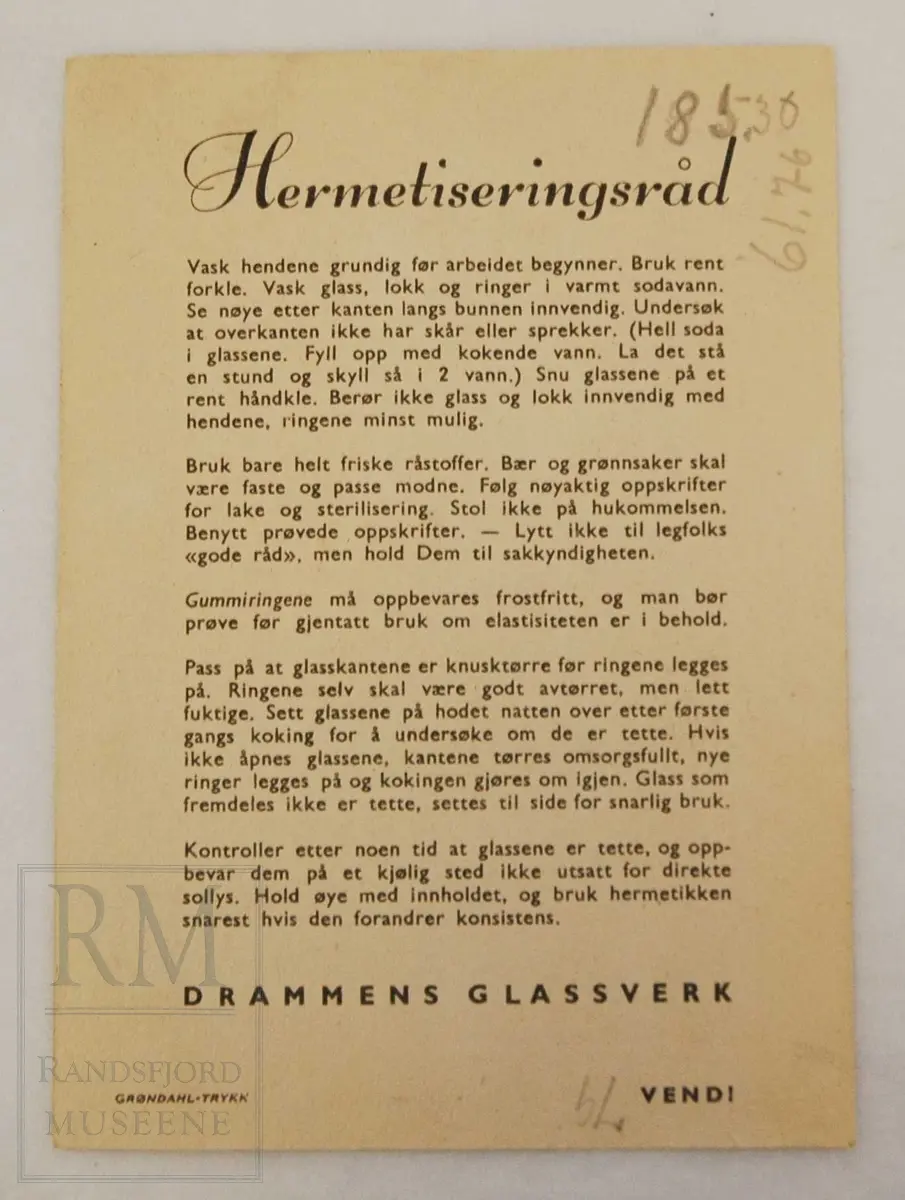 185.30
61.76
Hermetiseringsråd
Vask hendene grundig før arbeidet begynner. Bruk rent
forkle. Vask glass, lokk og ringer i varmt sodavann.
Se nøye etter kanten langs bunnen innvendig. Undersøk
at overkanten ikke har skår eller sprekker. (Hell soda
i glassene. Fyll opp med kokende vann. La det stå
en stund og skyll så i 2 vann.) Snu glassene på et
rent håndkle. Berør ikke glass og lokk innvendig med
hendene, ringene minst mulig.
Bruk bare helt friske råstoffer. Bær og grønnsaker skal
være faste og passe modne. Følg nøyaktig oppskrifter
for lake og sterilisering. Stol ikke på hukommelsen.
Benytt prøvede oppskrifter. — Lytt ikke til legfolks
«gode råd», men hold Dem til sakkyndigheten.
Gummiringene må oppbevares frostfritt, og man bør
prøve før gjentatt bruk om elastisiteten er i behold.
Pass på at glasskantene er knusktørre før ringene legges
på. Ringene selv skal være godt avtørret, men lett
fuktige. Sett glassene på hodet natten over etter første
gangs koking for å undersøke om de er tette. Hvis
ikke åpnes glassene, kantene tørres omsorgsfullt, nye
ringer legges på og kokingen gjøres om igjen. Glass som
fremdeles ikke er tette, settes til side for snarlig bruk.
Kontroller etter noen tid at glassene er tette, og opp-
bevar dem på et kjølig sted ikke utsatt for direkte
sollys. Hold øye med innholdet, og bruk hermetikken
snarest hvis den forandrer konsistens.
RM
DRAMMENS GLASSVERK
RANDSFJORD
GRØNDAHL-TRYKK
VEND!
MUSEENE